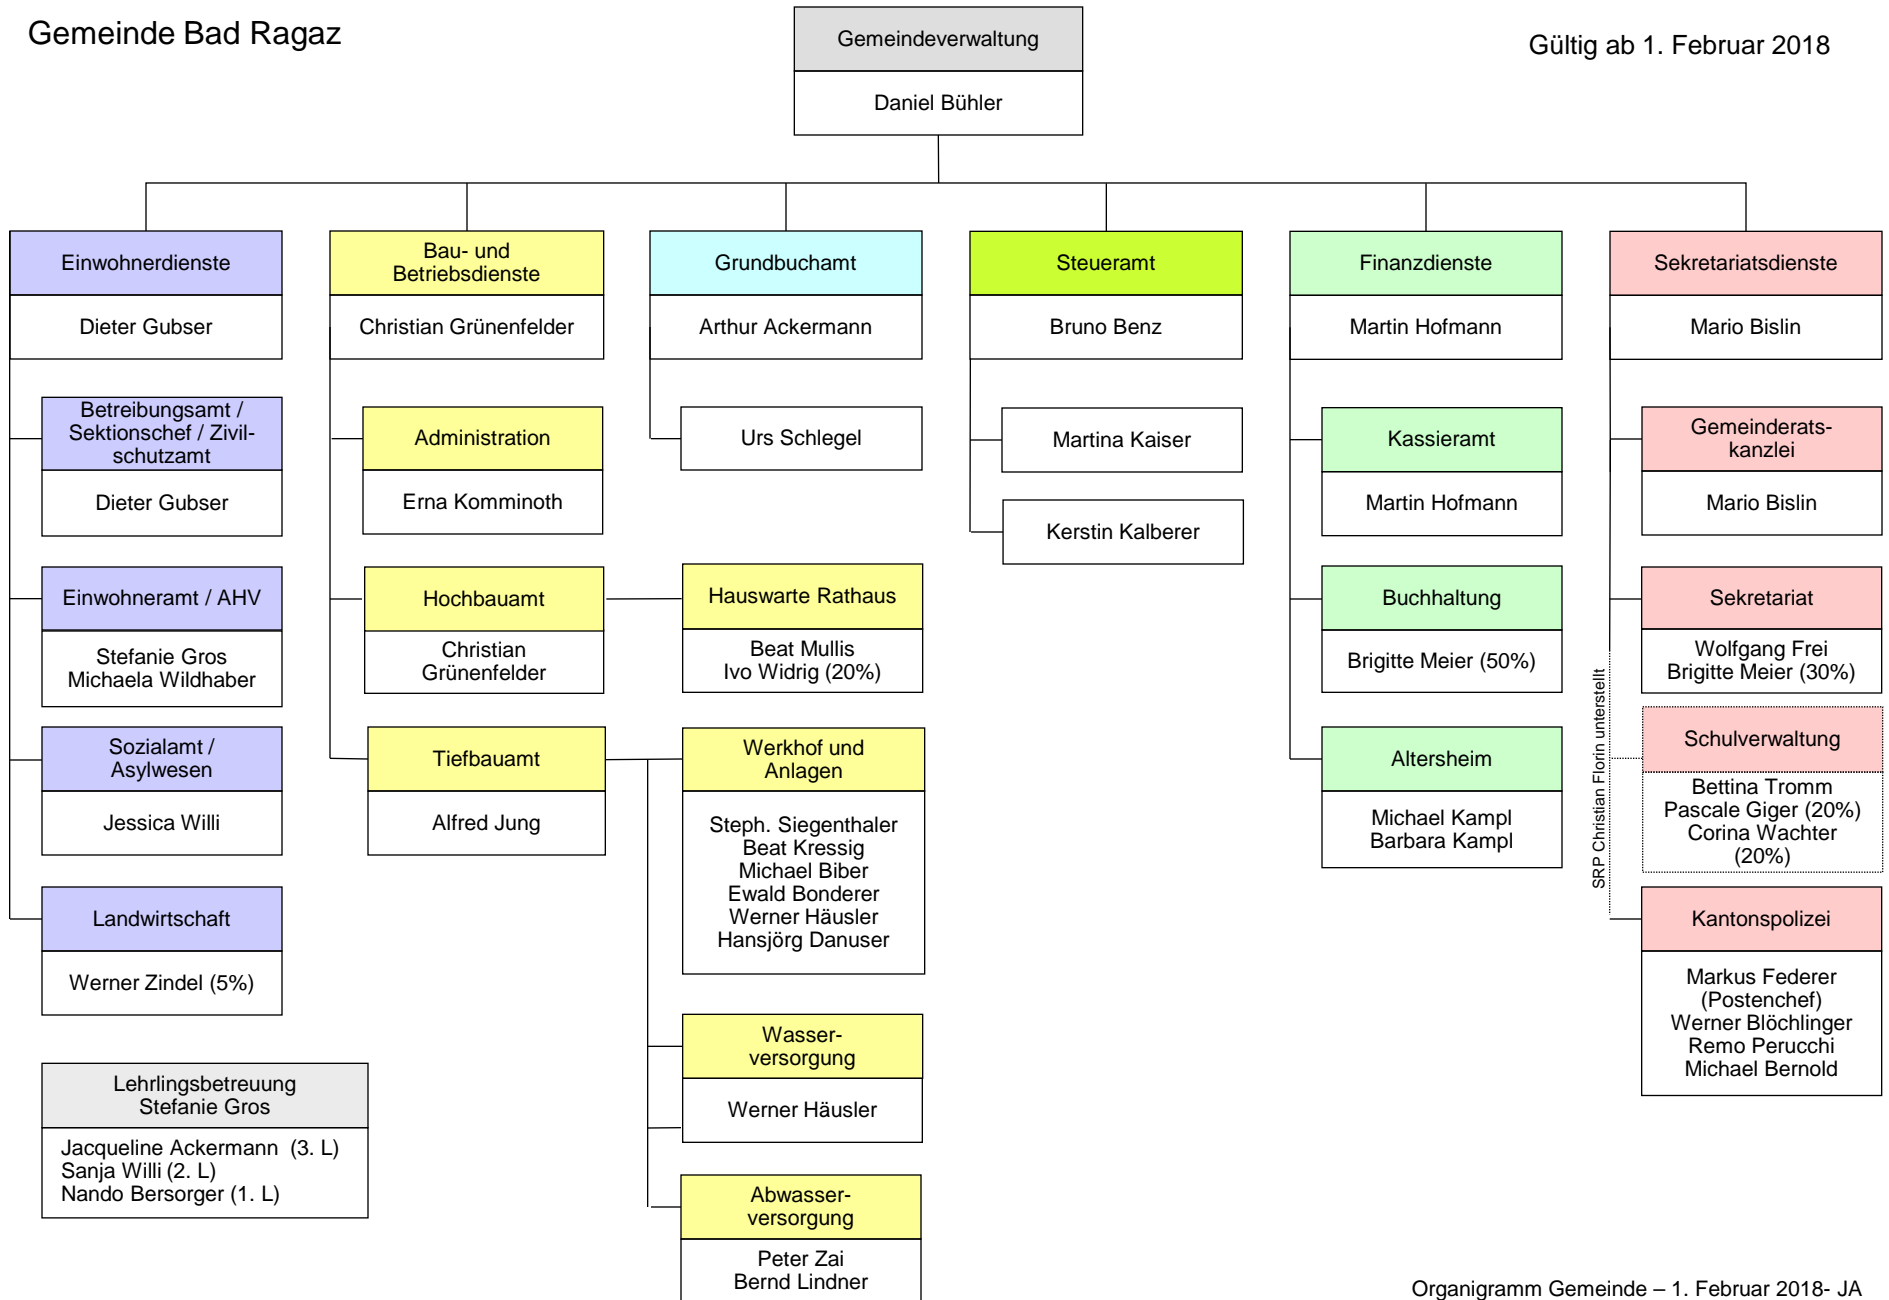 Gemeinde Bad Ragaz
Gemeindeverwaltung
Daniel Bühler
Gültig ab 1. Februar 2018
Einwohnerdienste
Dieter Gubser
Betreibungsamt /
Sektionschef / Zivil-
schutzamt
Dieter Gubser
Einwohneramt / AHV
Stefanie Gros
Michaela Wildhaber
Sozialamt /
Asylwesen
Jessica Willi
Landwirtschaft
Werner Zindel (5%)
Lehrlingsbetreuung
Stefanie Gros
Jacqueline Ackermann  (3. L)
Sanja Willi (2. L)
Nando Bersorger (1. L)
Bau- und
Betriebsdienste
Christian Grünenfelder
Administration
Erna Komminoth
Hochbauamt
Christian
Grünenfelder
Hauswarte Rathaus
Beat Mullis
Ivo Widrig (20%)
Tiefbauamt
Alfred Jung
Werkhof und
Anlagen
Steph. Siegenthaler
Beat Kressig
Michael Biber
Ewald Bonderer
Werner Häusler
Hansjörg Danuser
Wasser-
versorgung
Werner Häusler
Abwasser-
versorgung
Peter Zai
Bernd Lindner
Grundbuchamt
Arthur Ackermann
Urs Schlegel
Steueramt
Bruno Benz
Martina Kaiser
Kerstin Kalberer
Finanzdienste
Martin Hofmann
Kassieramt
Martin Hofmann
Buchhaltung
Brigitte Meier (50%)
Altersheim
Michael Kampl
Barbara Kampl
Sekretariatsdienste
Mario Bislin
Gemeinderats-
kanzlei
Mario Bislin
Sekretariat
Wolfgang Frei
Brigitte Meier (30%)
SRP Christian Florin unterstellt
Schulverwaltung
Bettina Tromm
Pascale Giger (20%)
Corina Wachter
(20%)
Kantonspolizei
Markus Federer
(Postenchef)
Werner Blöchlinger
Remo Perucchi
Michael Bernold
Organigramm Gemeinde – 1. Februar 2018- JA